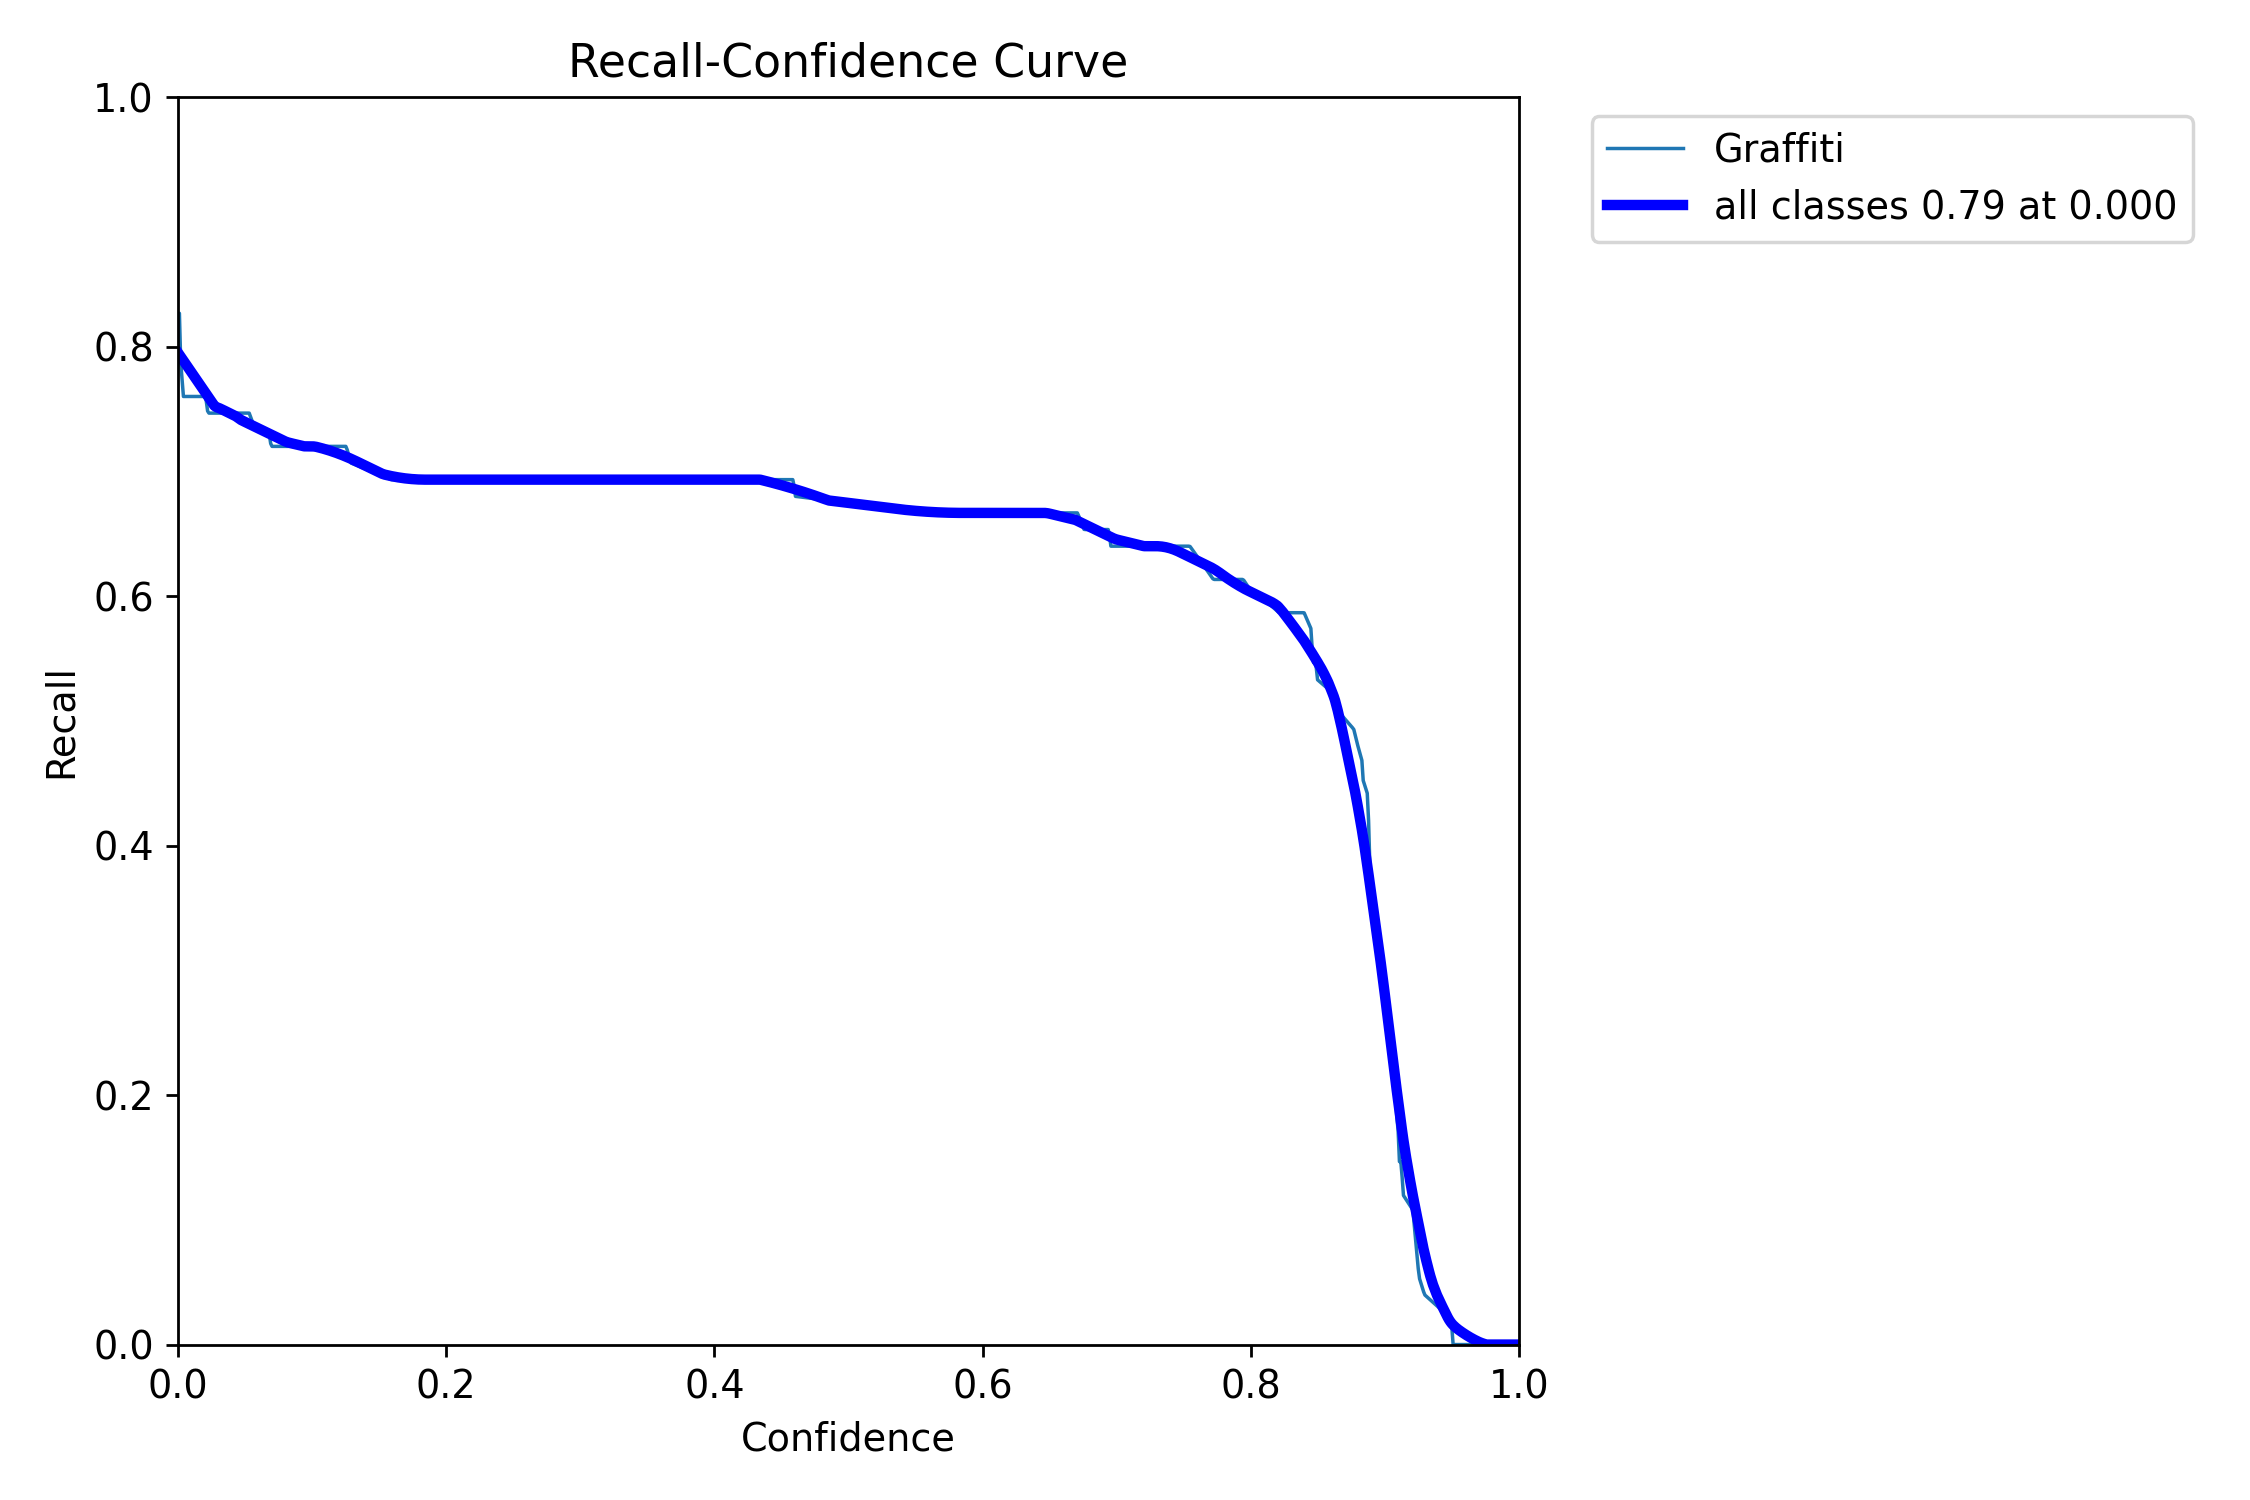 Recall-Confidence Curve
1.0
0.8
0.6
0.4
0.2
0.0
Recall
0.0 0.2 0.4 0.6 0.8 1.0
Confidence
Graffiti
all classes 0.79 at 0.000